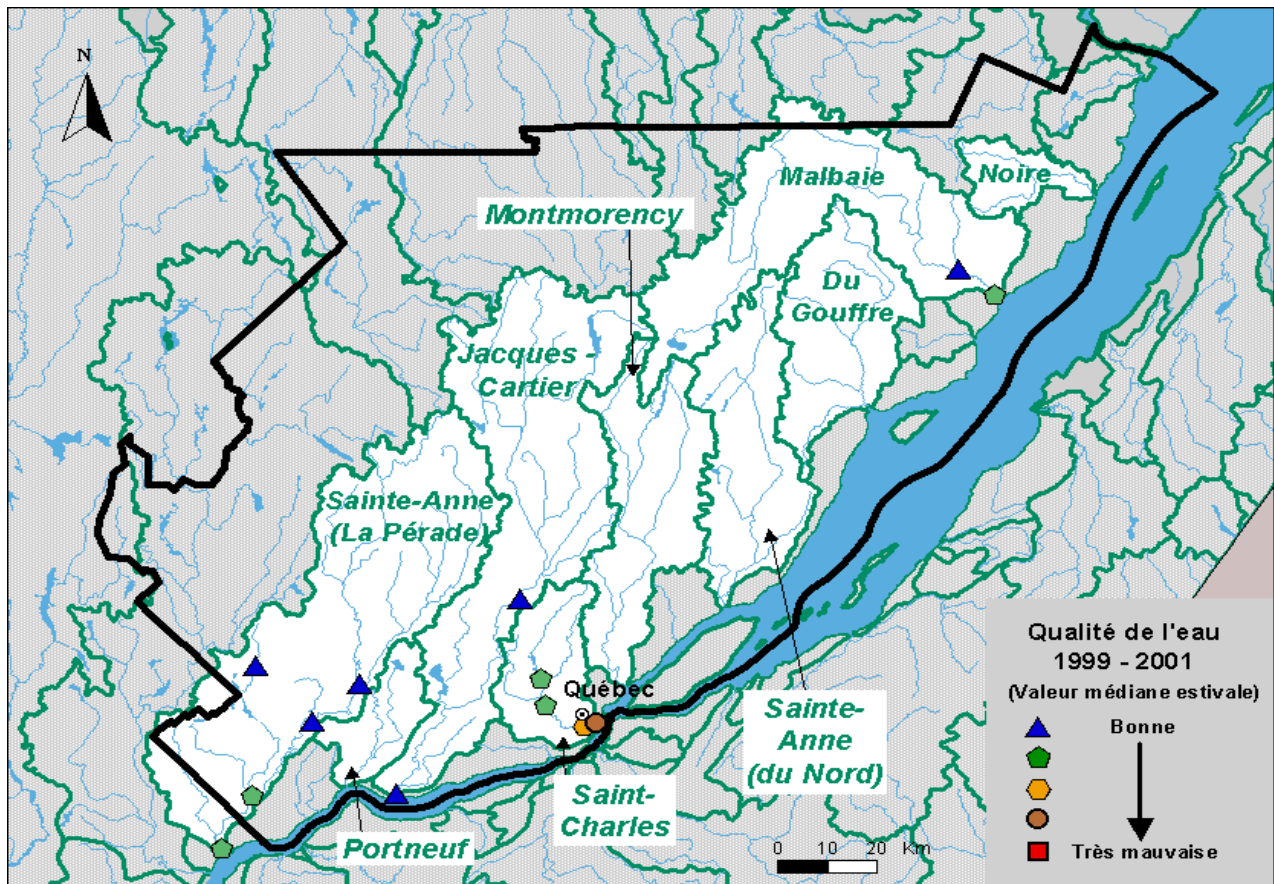 N
Malbaie
Noire
Montmorency
Du
Gouffre
Jacques -
Cartier
Sainte-Anne
(La Pérade)
Québec
Sainte-
Anne
(du Nord)
Saint-
Charles
Portneuf
0 10 20 Km
Qualité de l'eau
1999 - 2001
(Valeur médiane estivale)
Bonne
Très mauvaise